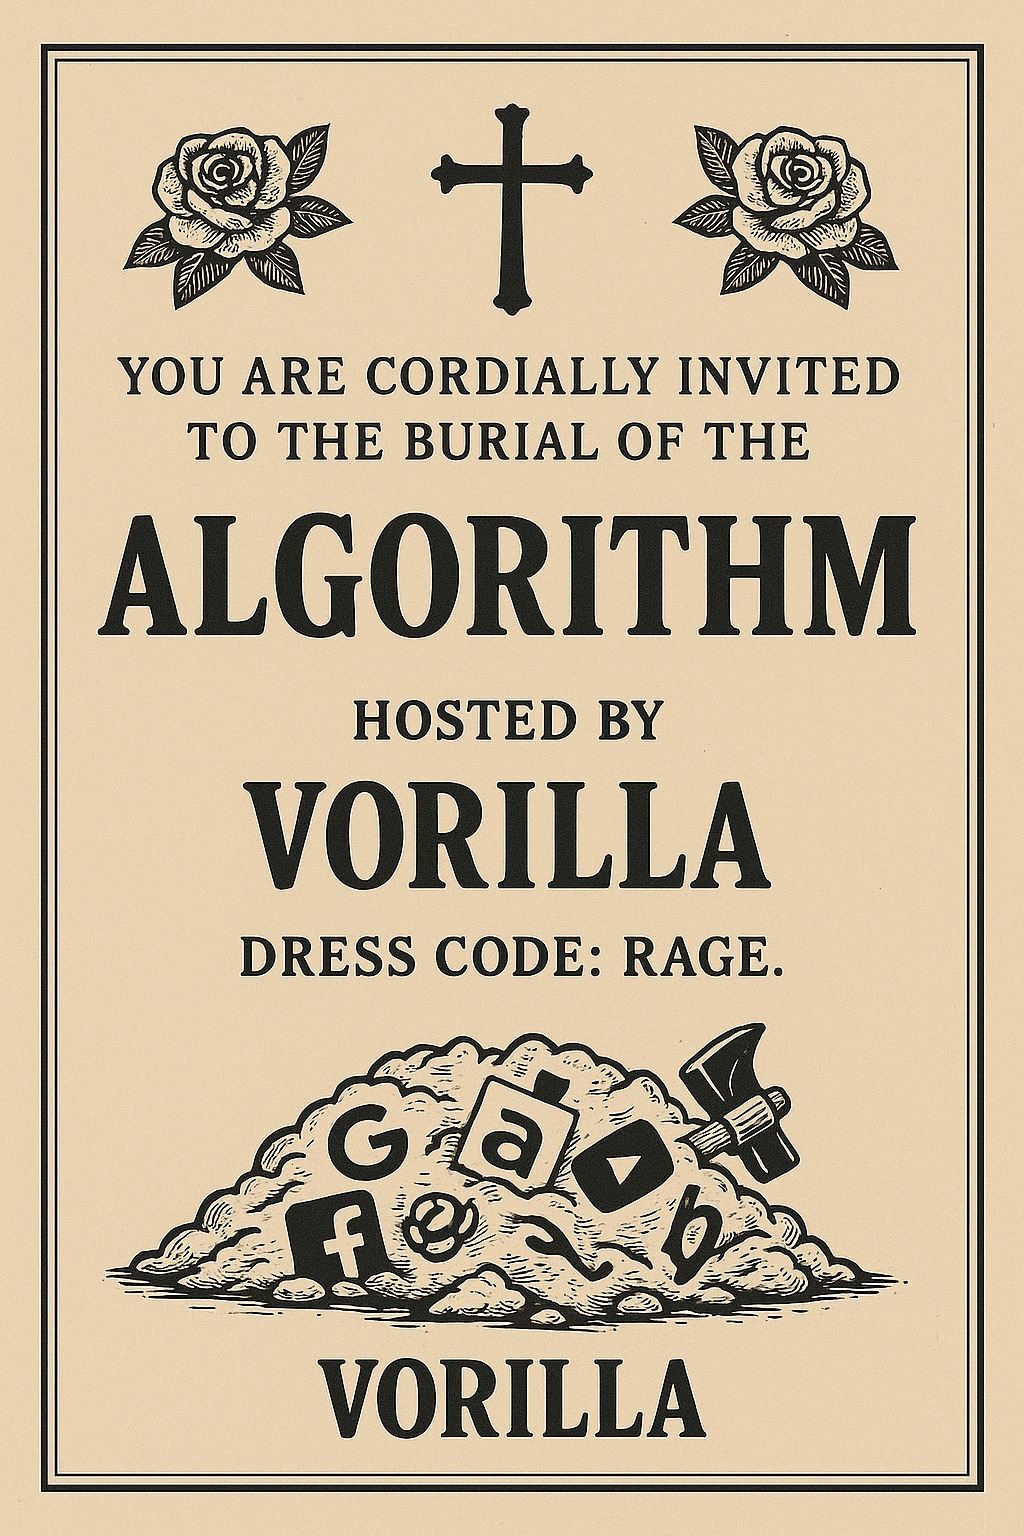 YOU ARE CORDIALLY INVITED
TO THE BURIAL OF THE
ALGORITHM
HOSTED BY
VORILLA
DRESS CODE: RAGE.
G
a
f
e
b
VORILLA